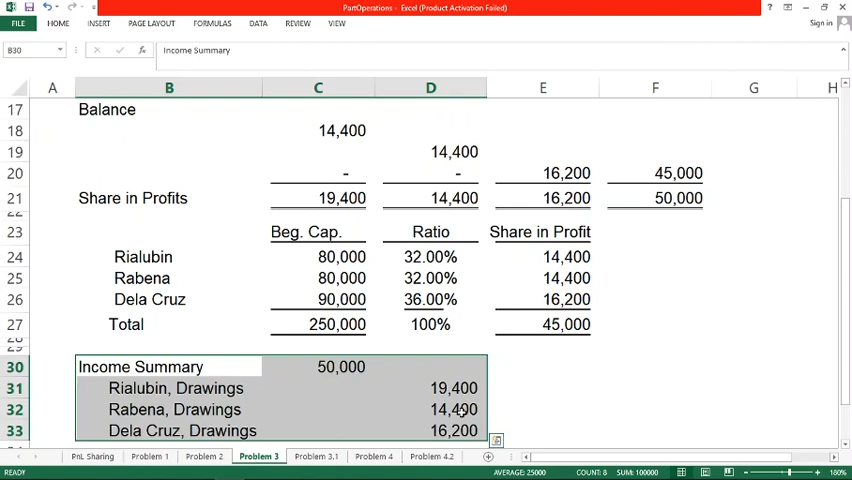 PartOperations - Excel (Product Activation Failed)
FILE HOME INSERT PAGE LAYOUT FORMULAS DATA REVIEW VIEW Sign in
B30 fx Income Summary
A B C D E F G H
17 Balance
18 14,400
19 14,400
20 - - 16,200 45,000
21 Share in Profits 19,400 14,400 16,200 50,000
22
23 Beg. Cap. Ratio Share in Profit
24 Rialubin 80,000 32.00% 14,400
25 Rabena 80,000 32.00% 14,400
26 Dela Cruz 90,000 36.00% 16,200
27 Total 250,000 100% 45,000
28
29
30 Income Summary 50,000
31 Rialubin, Drawings 19,400
32 Rabena, Drawings 14,400
33 Dela Cruz, Drawings 16,200
PnL Sharing Problem 1 Problem 2 Problem 3 Problem 3.1 Problem 4 Problem 4.2
READY AVERAGE: 25000 COUNT: 8 SUM: 100000 180%